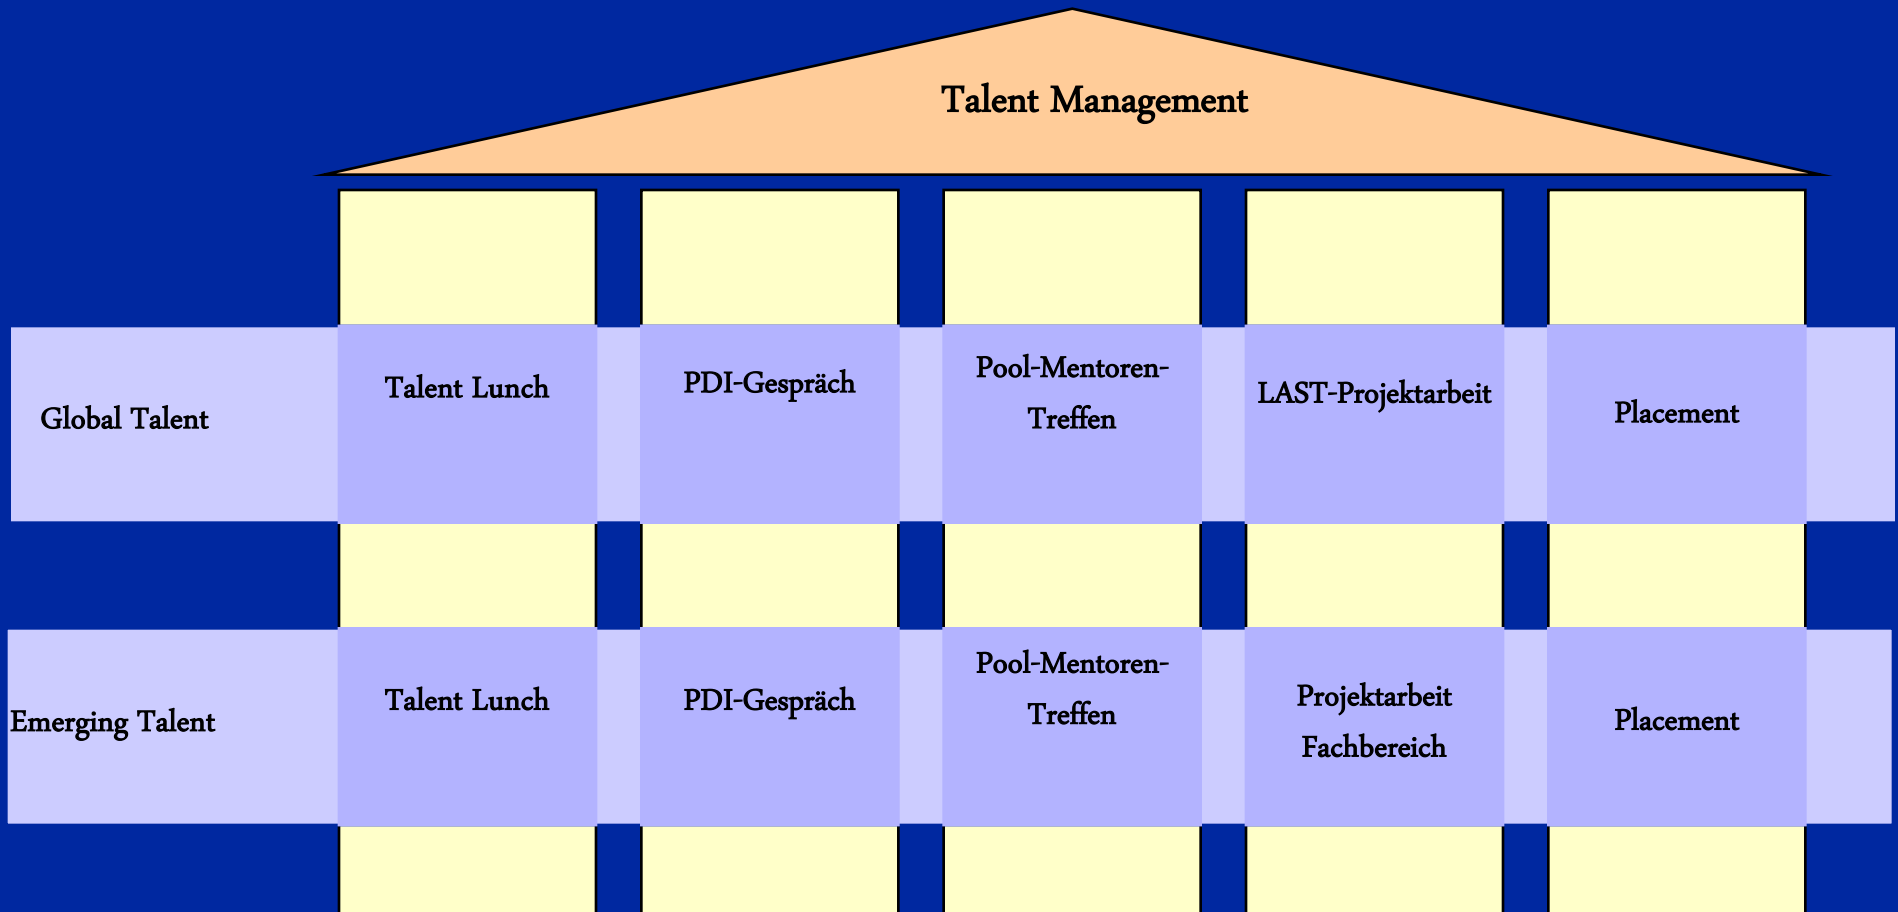 Talent Management
Global Talent
Talent Lunch
PDI-Gespräch
Pool-Mentoren-
Treffen
LAST-Projektarbeit
Placement
Emerging Talent
Talent Lunch
PDI-Gespräch
Pool-Mentoren-
Treffen
Projektarbeit
Fachbereich
Placement